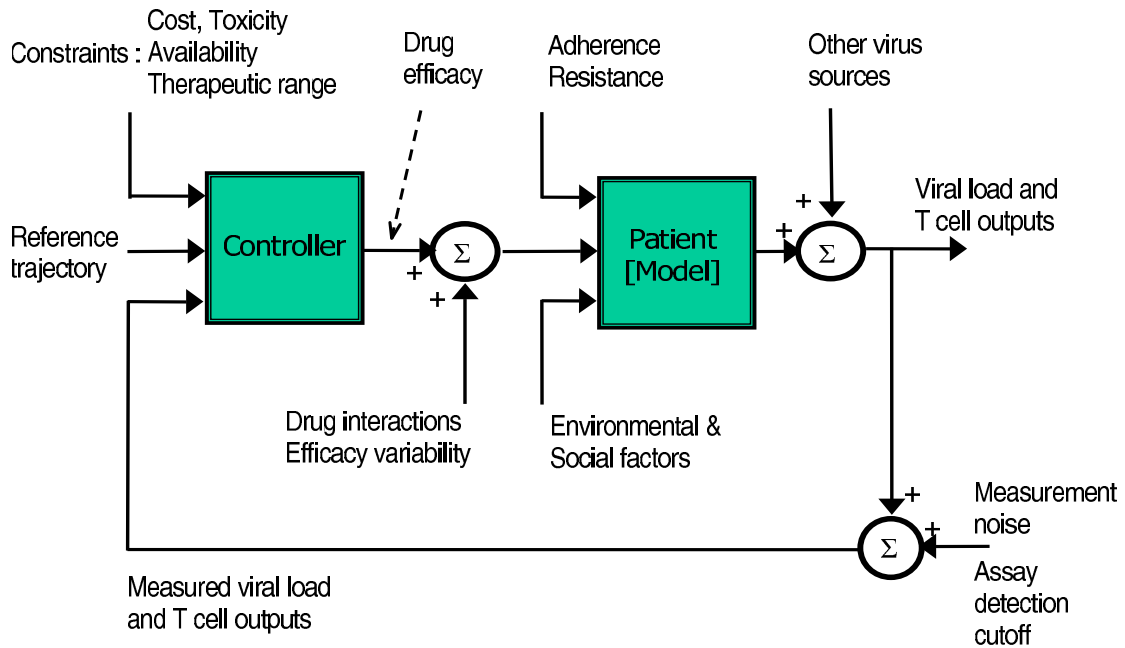 Cost, Toxicity
Constraints : Availability
Therapeutic range
Drug
efficacy
Adherence
Resistance
Other virus
sources
Reference
trajectory
Controller
Σ
+
+
Patient
[Model]
+
+
Σ
Viral load and
T cell outputs
Drug interactions
Efficacy variability
Environmental &
Social factors
+
+
Σ
Measurement
noise
Assay
detection
cutoff
Measured viral load
and T cell outputs